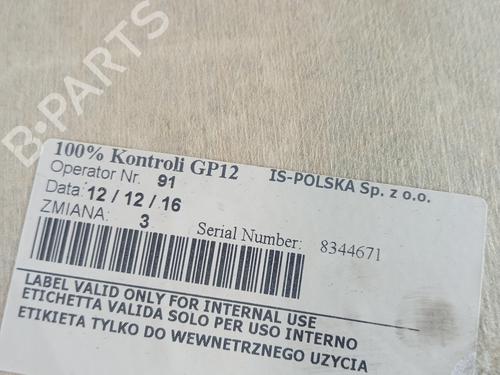 B-PARTS
100% Kontroli GP12 IS-POLSKA Sp. z o.o.
Operator Nr. 91
Data: 12 / 12 / 16
ZMIANA: 3 Serial Number: 8344671
LABEL VALID ONLY FOR INTERNAL USE
ETICHETTA VALIDA SOLO PER USO INTERNO
ETIKIETA TYLKO DO WEWNETRZNEGO UZYCIA